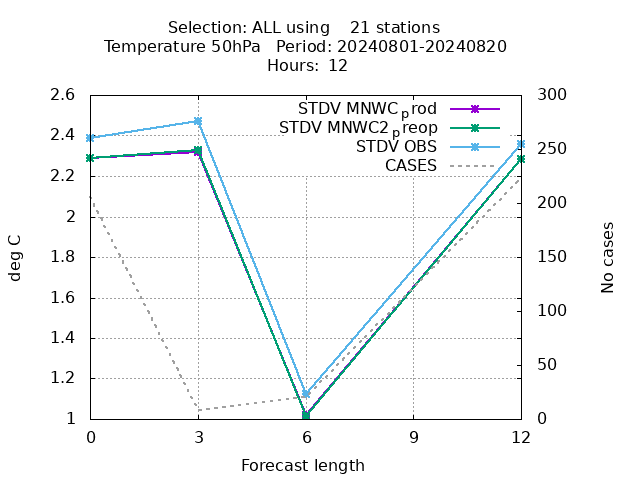 Selection: ALL using 21 stations
Temperature 50hPa Period: 20240801-20240820
Hours: 12
2.6
2.4
2.2
2
1.8
1.6
1.4
1.2
1
deg C
STDV MNWCprod
STDV MNWC2preop
STDV OBS
CASES
300
250
200
150
100
50
0
No cases
0 3 6 9 12
Forecast length